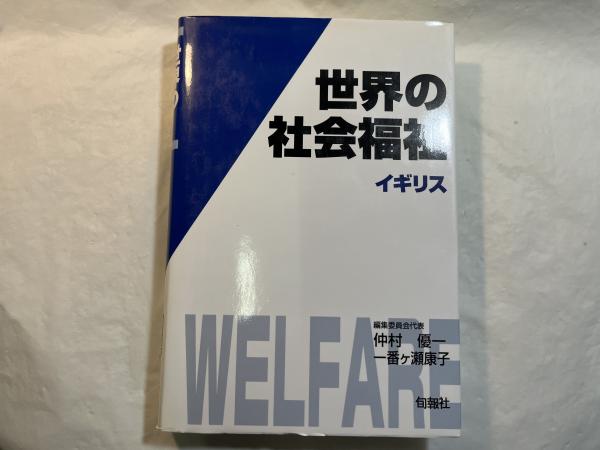 世界の
社会福祉
イギリス
WELFARE
編集委員会代表
仲村 優一
一番ヶ瀬康子
旬報社